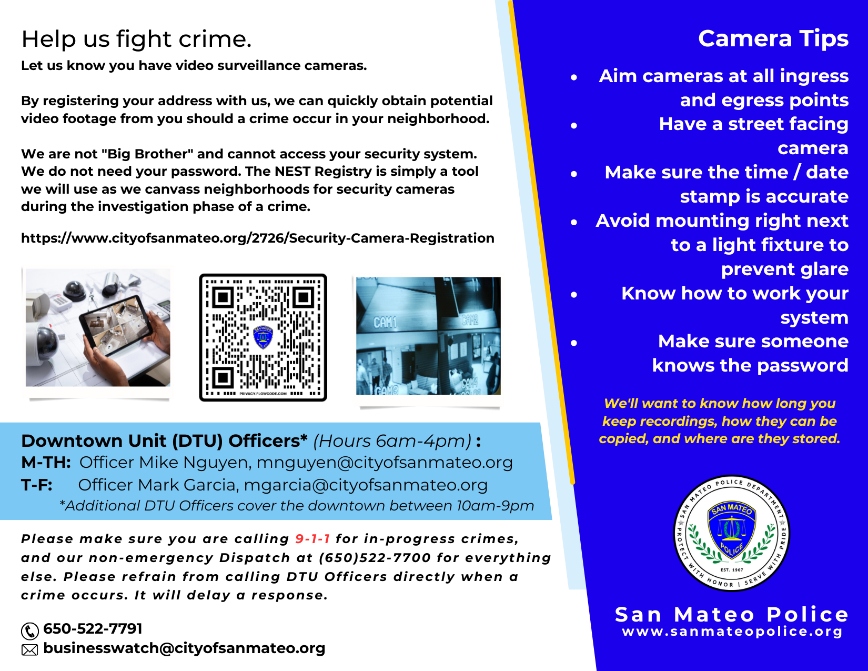 Help us fight crime.
Let us know you have video surveillance cameras.
By registering your address with us, we can quickly obtain potential
video footage from you should a crime occur in your neighborhood.
We are not "Big Brother" and cannot access your security system.
We do not need your password. The NEST Registry is simply a tool
we will use as we canvass neighborhoods for security cameras
during the investigation phase of a crime.
https://www.cityofsanmateo.org/2726/Security-Camera-Registration
CAM1
PRIVACY.FLOWCODE.COM
Downtown Unit (DTU) Officers* (Hours 6am-4pm) :
M-TH: Officer Mike Nguyen, mnguyen@cityofsanmateo.org
T-F: Officer Mark Garcia, mgarcia@cityofsanmateo.org
*Additional DTU Officers cover the downtown between 10am-9pm
Please make sure you are calling 9-1-1 for in-progress crimes,
and our non-emergency Dispatch at (650)522-7700 for everything
else. Please refrain from calling DTU Officers directly when a
crime occurs. It will delay a response.
650-522-7791
businesswatch@cityofsanmateo.org
Camera Tips
• Aim cameras at all ingress
and egress points
• Have a street facing
camera
• Make sure the time / date
stamp is accurate
• Avoid mounting right next
to a light fixture to
prevent glare
• Know how to work your
system
• Make sure someone
knows the password
We'll want to know how long you
keep recordings, how they can be
copied, and where are they stored.
SAN MATEO POLICE DEPARTMENT
SAN MATEO
POLICE
EST. 1907
PROTECT WITH HONOR | SERVE WITH PRIDE
San Mateo Police
www.sanmateopolice.org